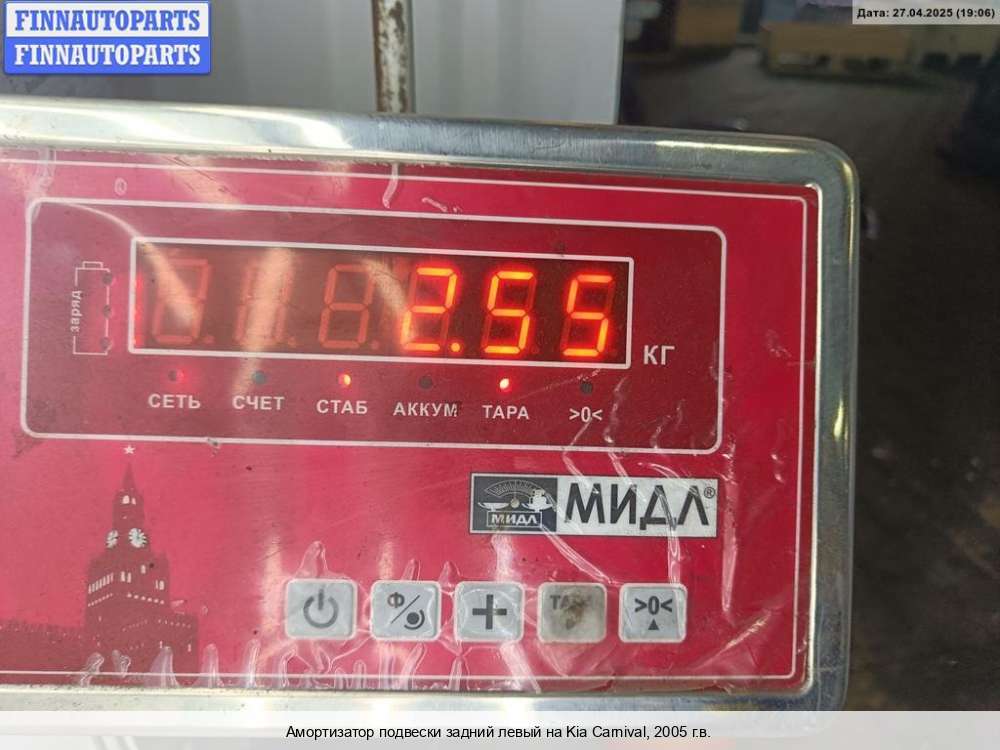 FINNAUTOPARTS
FINNAUTOPARTS
Дата: 27.04.2025 (19:06)
заряд
2.55
КГ
СЕТЬ СЧЕТ СТАБ АККУМ ТАРА >0<
МИДЛ
МИДЛ®
Ф
ТАРА
>0<
Амортизатор подвески задний левый на Kia Carnival, 2005 г.в.